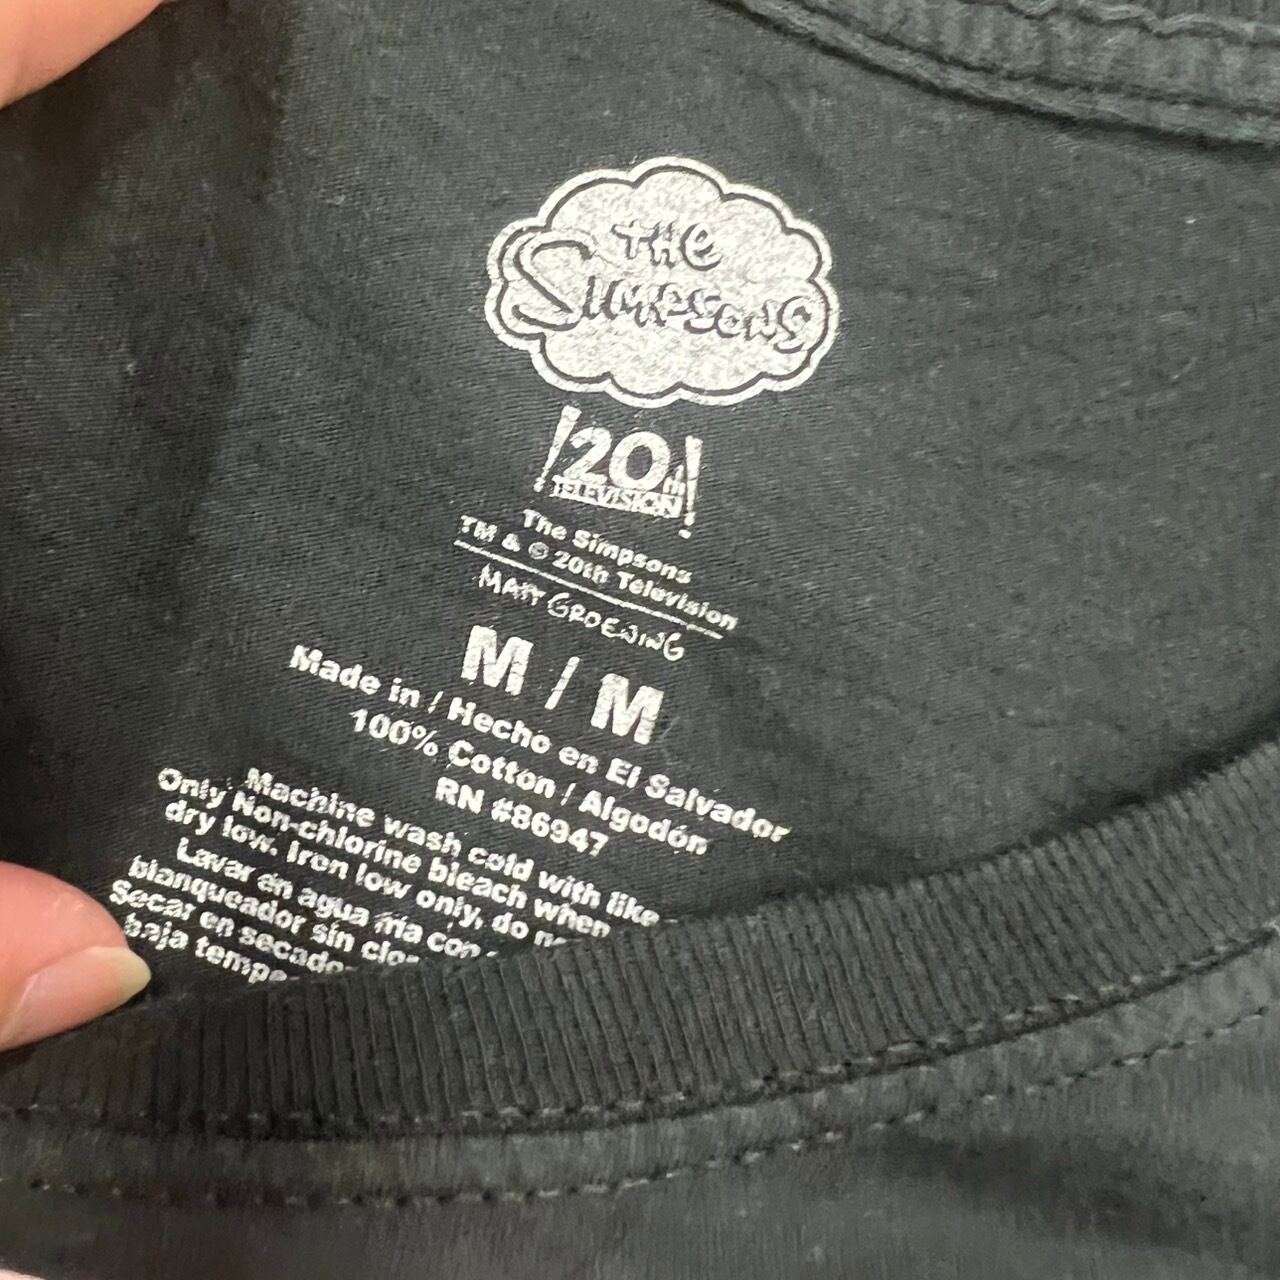 THE
SIMPSONS
20th
TELEVISION
The Simpsons
TM & © 20th Television
MATT GROENING
M / M
Made in / Hecho en El Salvador
100% Cotton / Algodón
RN #86947
Machine wash cold with like
Only Non-chlorine bleach when
dry low. Iron low only, do
Lavar en agua fría con
blanqueador sin
Secar en
baja